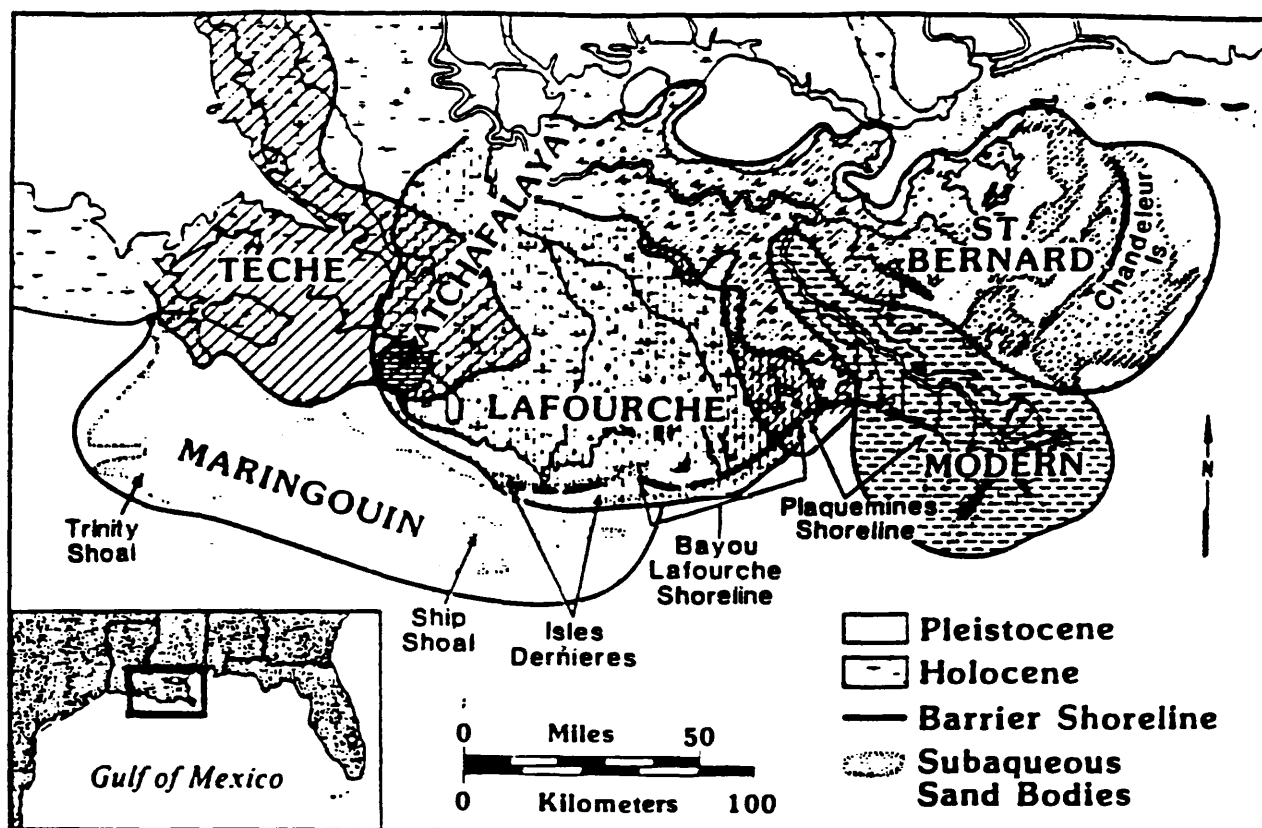 ATCHAFALAYA
TECHE
ST
BERNARD
Chandeleur
Is
LAFOURCHE
MODERN
MARINGOUIN
N
Trinity
Shoal
Plaquemines
Shoreline
Bayou
Lafourche
Shoreline
Ship
Shoal
Isles
Dernieres
Pleistocene
Holocene
Barrier Shoreline
Subaqueous
Sand Bodies
0 Miles 50
0 Kilometers 100
Gulf of Mexico